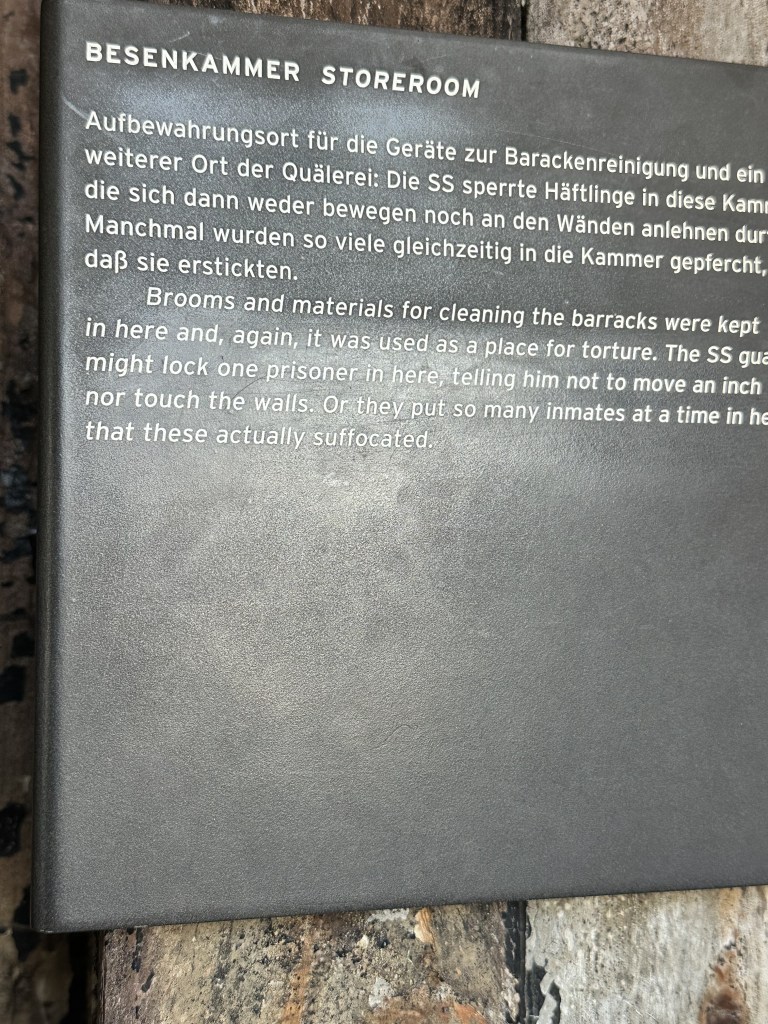 BESENKAMMER STOREROOM
Aufbewahrungsort für die Geräte zur Barackenreinigung und ein
weiterer Ort der Quälerei: Die SS sperrte Häftlinge in diese
die sich dann weder bewegen noch an den Wänden anlehnen
Manchmal wurden so viele gleichzeitig in die Kammer gepfercht,
daß sie erstickten.
Brooms and materials for cleaning the barracks were kept
in here and, again, it was used as a place for torture. The SS
might lock one prisoner in here, telling him not to move an inch
nor touch the walls. Or they put so many inmates at a time in
that these actually suffocated.